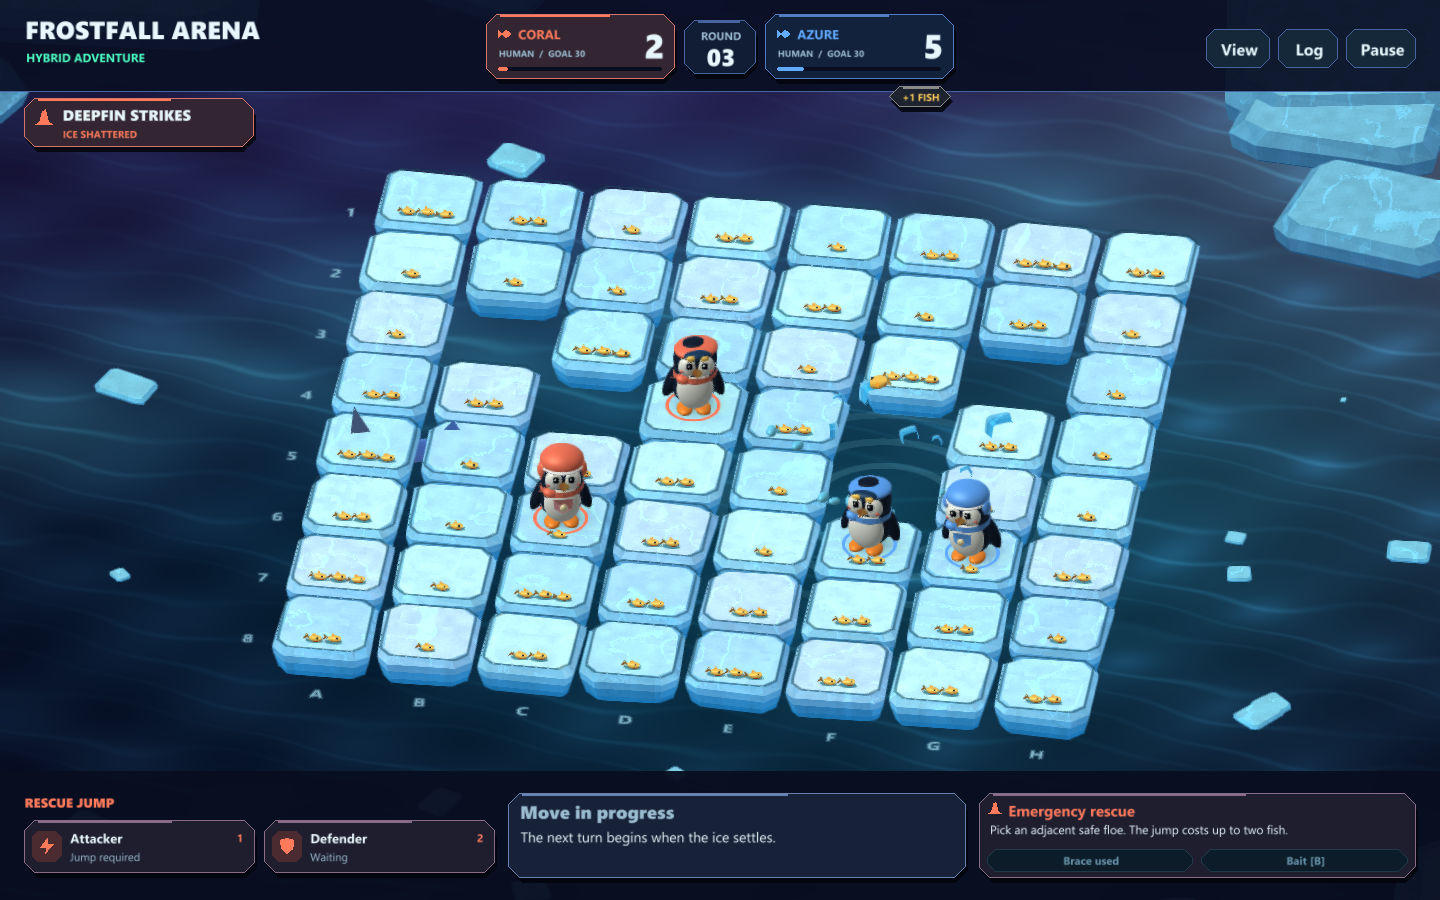 FROSTFALL ARENA
HYBRID ADVENTURE
CORAL
HUMAN / GOAL 30
2
ROUND
03
AZURE
HUMAN / GOAL 30
5
+1 FISH
View
Log
Pause
DEEPFIN STRIKES
ICE SHATTERED
1
2
3
4
5
6
7
8
A
B
C
D
E
F
G
H
RESCUE JUMP
Attacker
1
Jump required
Defender
2
Waiting
Move in progress
The next turn begins when the ice settles.
Emergency rescue
Pick an adjacent safe floe. The jump costs up to two fish.
Brace used
Bait [B]